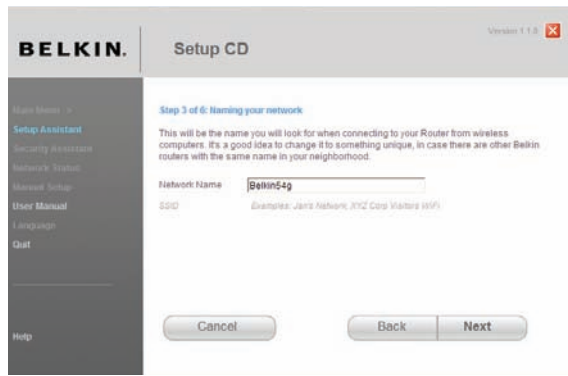 BELKIN.
Setup CD
Version 1.1.0
Main Menu >
Setup Assistant
Security Assistant
Network Status
Manual Setup
User Manual
Language
Quit
Help
Step 3 of 6: Naming your network
This will be the name you will look for when connecting to your Router from wireless
computers. It's a good idea to change it to something unique, in case there are other Belkin
routers with the same name in your neighborhood.
Network Name
Belkin54g
SSID
Examples: Jan's Network, XYZ Corp Visitors WiFi
Cancel
Back
Next